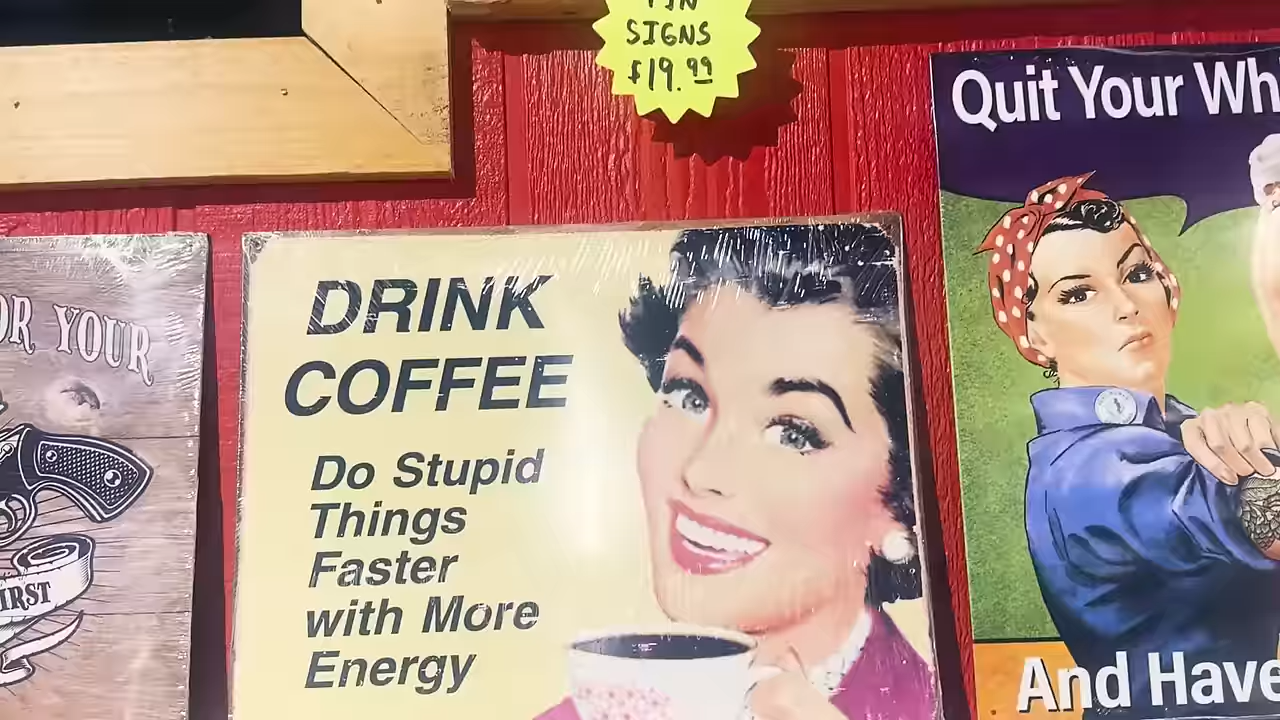 SIGNS
$19.99
OR YOUR
DRINK
COFFEE
Do Stupid
Things
Faster
with More
Energy
Quit Your Wh
And Have